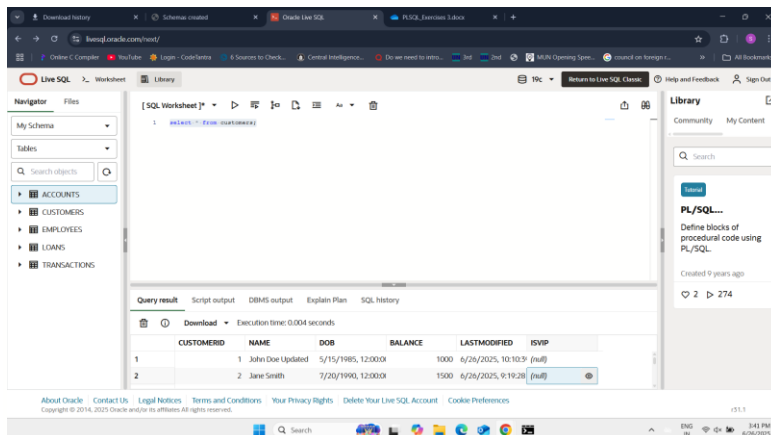 Download history
Schemas created
Oracle Live SQL
PLSQL_Exercises 3.docx
livesql.oracle.com/next/
Online C Compiler
YouTube
Login - CodeTantra
6 Sources to Check...
Central Intelligence...
Do we need to intro...
3rd
2nd
MUN Opening Spee...
council on foreign r...
All Bookmark
Live SQL
Worksheet
Library
19c
Return to Live SQL Classic
Help and Feedback
Sign Out
Navigator
Files
[ SQL Worksheet ]*
Aa
Library
My Schema
1 select * from customers;
Community
My Content
Tables
Search objects
Search
ACCOUNTS
CUSTOMERS
EMPLOYEES
LOANS
TRANSACTIONS
Tutorial
PL/SQL...
Define blocks of
procedural code using
PL/SQL.
Created 9 years ago
2 274
Query result
Script output
DBMS output
Explain Plan
SQL history
Download
Execution time: 0.004 seconds
CUSTOMERID NAME DOB BALANCE LASTMODIFIED ISVIP
1 1 John Doe Updated 5/15/1985, 12:00:0 1000 6/26/2025, 10:10:3 (null)
2 2 Jane Smith 7/20/1990, 12:00:0 1500 6/26/2025, 9:19:28 (null)
About Oracle | Contact Us | Legal Notices | Terms and Conditions | Your Privacy Rights | Delete Your Live SQL Account | Cookie Preferences
Copyright © 2014, 2025 Oracle and/or its affiliates All rights reserved.
Search
ENG
IN
3:41 PM
6/26/2025